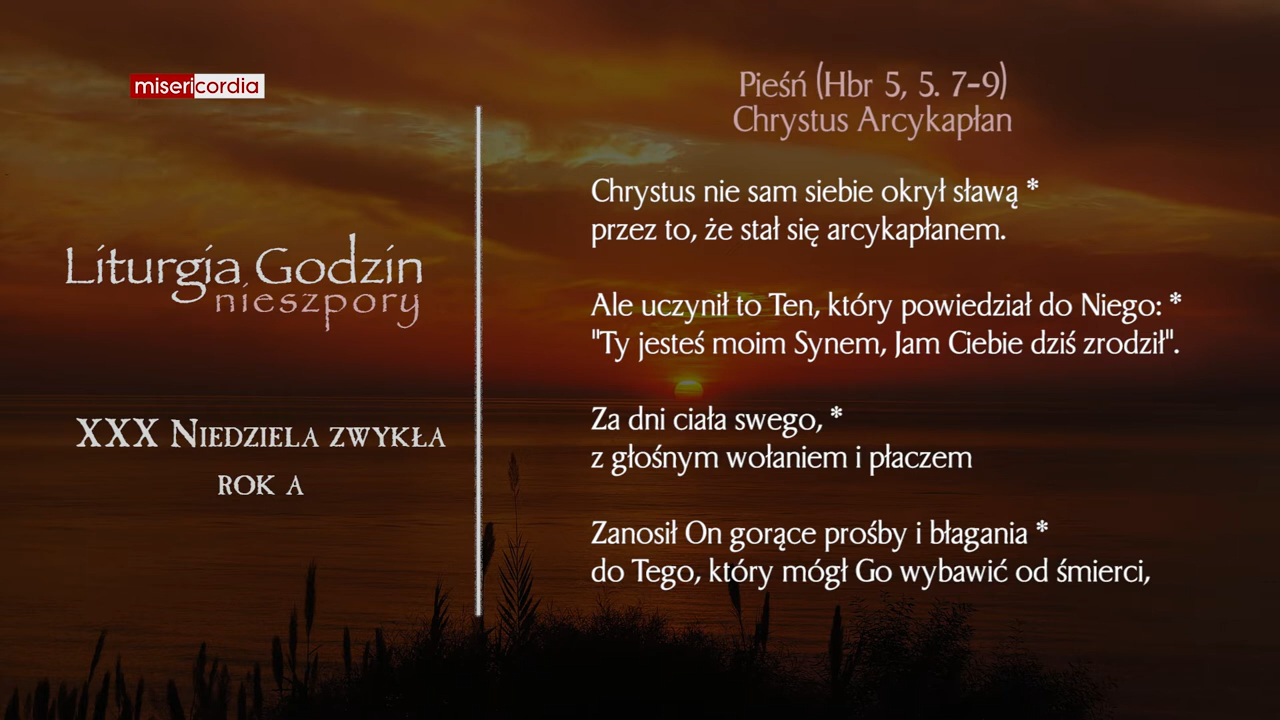 misericordia
Liturgia Godzin
nieszpory
XXX Niedziela zwykła
rok A
Pieśń (Hbr 5, 5. 7-9)
Chrystus Arcykapłan
Chrystus nie sam siebie okrył sławą *
przez to, że stał się arcykapłanem.
Ale uczynił to Ten, który powiedział do Niego: *
"Ty jesteś moim Synem, Jam Ciebie dziś zrodził".
Za dni ciała swego, *
z głośnym wołaniem i płaczem
Zanosił On gorące prośby i błagania *
do Tego, który mógł Go wybawić od śmierci,